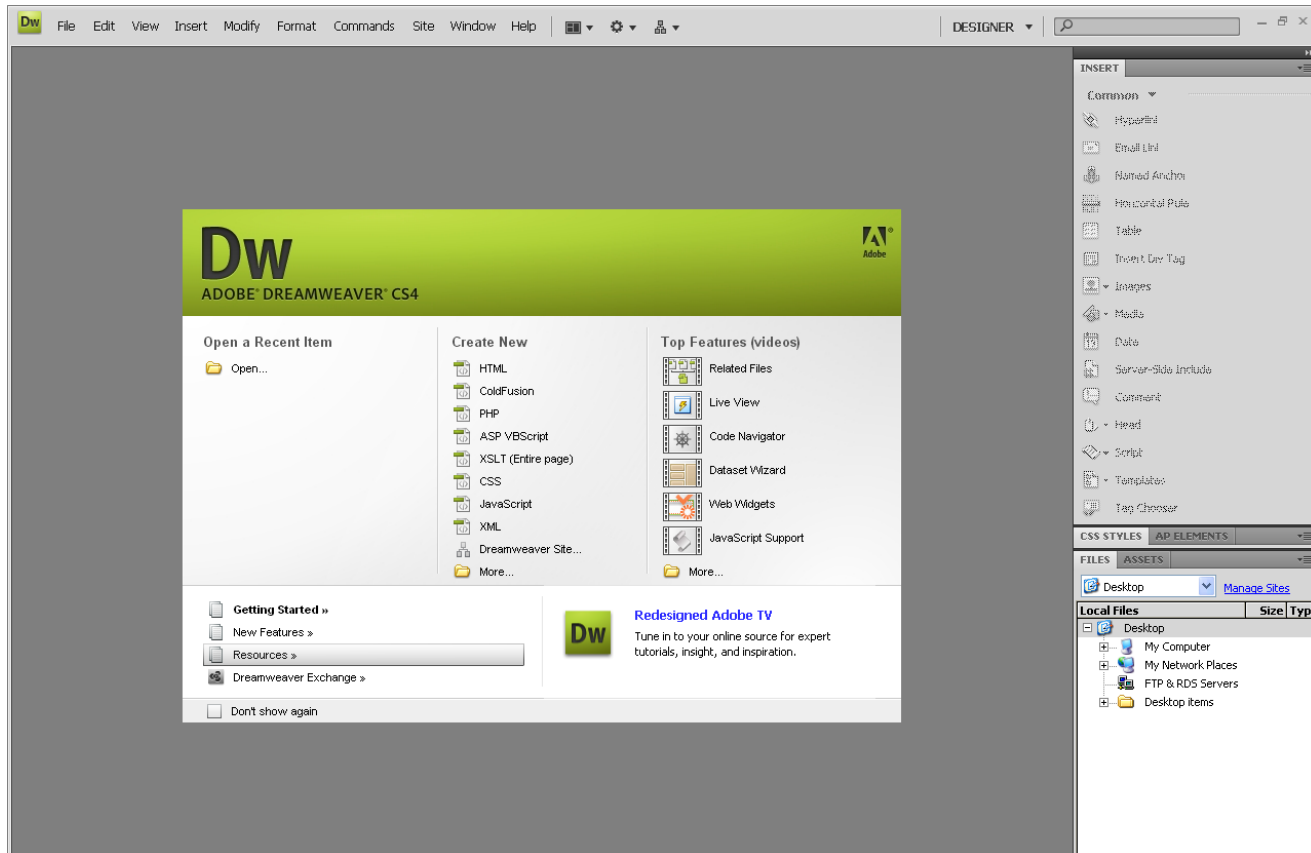 Dw File Edit View Insert Modify Format Commands Site Window Help DESIGNER
INSERT
Common
Hyperlink
Email Link
Named Anchor
Horizontal Rule
Table
Insert Div Tag
Images
Media
Date
Server-Side Include
Comment
Head
Script
Templates
Tag Chooser
Dw
ADOBE® DREAMWEAVER® CS4
Adobe
Open a Recent Item
Open...
Create New
HTML
ColdFusion
PHP
ASP VBScript
XSLT (Entire page)
CSS
JavaScript
XML
Dreamweaver Site...
More...
Top Features (videos)
Related Files
Live View
Code Navigator
Dataset Wizard
Web Widgets
JavaScript Support
More...
Getting Started »
New Features »
Resources »
Dreamweaver Exchange »
Dw
Redesigned Adobe TV
Tune in to your online source for expert
tutorials, insight, and inspiration.
Don't show again
CSS STYLES AP ELEMENTS
FILES ASSETS
Desktop Manage Sites
Local Files Size Typ
Desktop
My Computer
My Network Places
FTP & RDS Servers
Desktop items